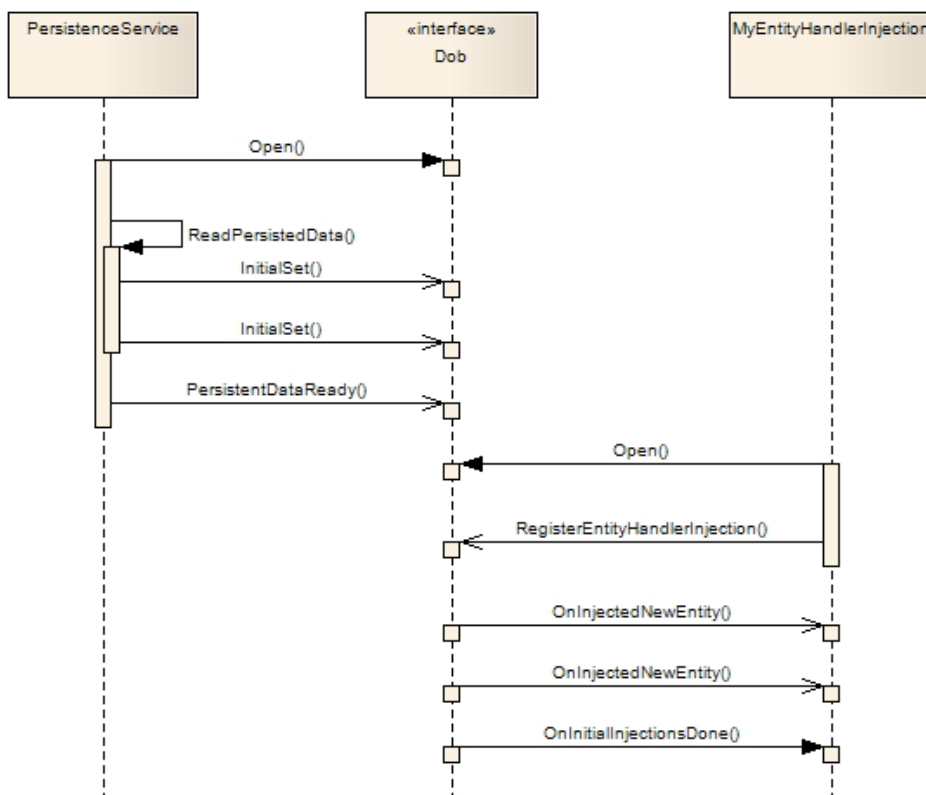 PersistenceService
«interface»
Dob
MyEntityHandlerInjection
Open()
ReadPersistedData()
InitialSet()
InitialSet()
PersistentDataReady()
Open()
RegisterEntityHandlerInjection()
OnInjectedNewEntity()
OnInjectedNewEntity()
OnInitialInjectionsDone()